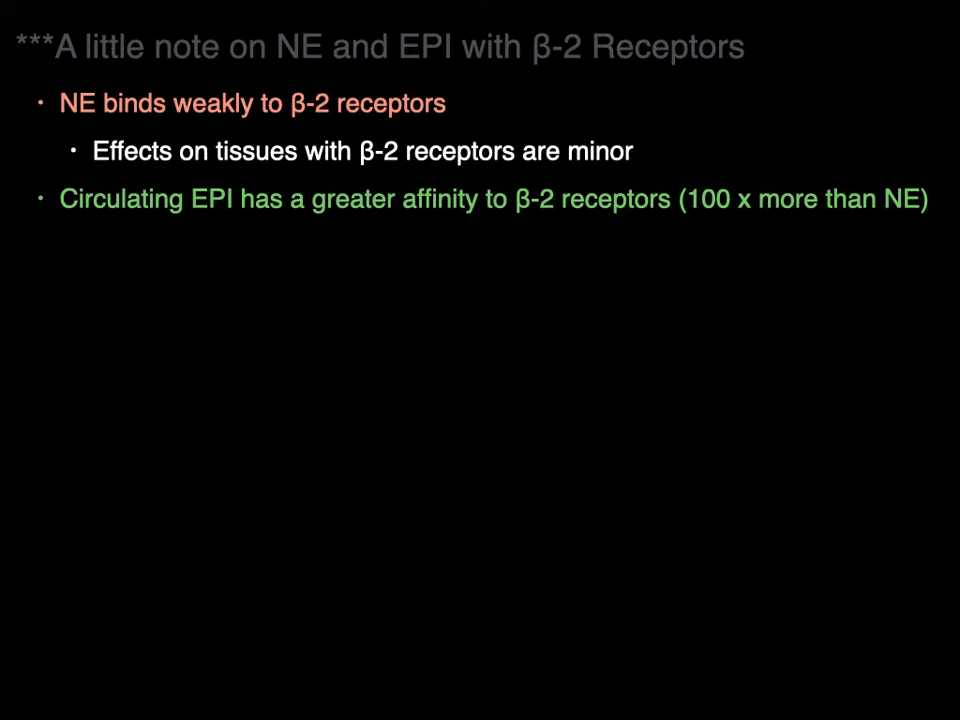 ***A little note on NE and EPI with β-2 Receptors
• NE binds weakly to β-2 receptors
• Effects on tissues with β-2 receptors are minor
• Circulating EPI has a greater affinity to β-2 receptors (100 x more than NE)